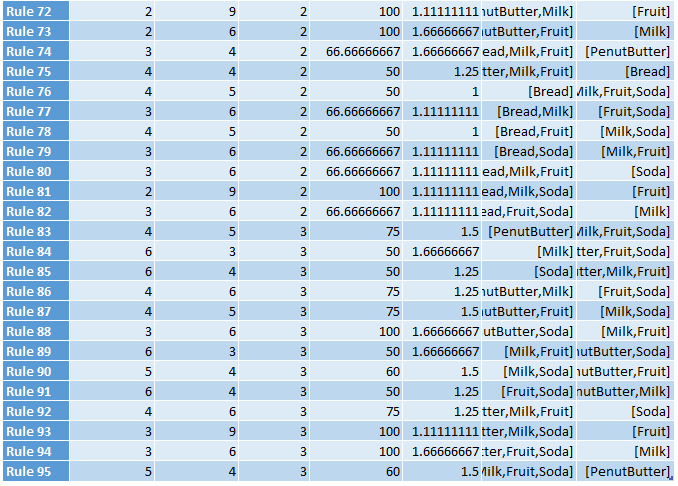 Rule 72 2 9 2 100 1.11111111 nutButter,Milk] [Fruit]
Rule 73 2 6 2 100 1.66666667 nutButter,Fruit] [Milk]
Rule 74 3 4 2 66.66666667 1.66666667 ead,Milk,Fruit] [PenutButter]
Rule 75 4 4 2 50 1.25 tter,Milk,Fruit] [Bread]
Rule 76 4 5 2 50 1 [Bread] Milk,Fruit,Soda]
Rule 77 3 6 2 66.66666667 1.11111111 [Bread,Milk] [Fruit,Soda]
Rule 78 4 5 2 50 1 [Bread,Fruit] [Milk,Soda]
Rule 79 3 6 2 66.66666667 1.11111111 [Bread,Soda] [Milk,Fruit]
Rule 80 3 6 2 66.66666667 1.11111111 ead,Milk,Fruit] [Soda]
Rule 81 2 9 2 100 1.11111111 ead,Milk,Soda] [Fruit]
Rule 82 3 6 2 66.66666667 1.11111111 ead,Fruit,Soda] [Milk]
Rule 83 4 5 3 75 1.5 [PenutButter] Milk,Fruit,Soda]
Rule 84 6 3 3 50 1.66666667 [Milk] tter,Fruit,Soda]
Rule 85 6 4 3 50 1.25 [Soda] utter,Milk,Fruit]
Rule 86 4 6 3 75 1.25 nutButter,Milk] [Fruit,Soda]
Rule 87 4 5 3 75 1.5 nutButter,Fruit] [Milk,Soda]
Rule 88 3 6 3 100 1.66666667 utButter,Soda] [Milk,Fruit]
Rule 89 6 3 3 50 1.66666667 [Milk,Fruit] nutButter,Soda]
Rule 90 5 4 3 60 1.5 [Milk,Soda] nutButter,Fruit]
Rule 91 6 4 3 50 1.25 [Fruit,Soda] nutButter,Milk]
Rule 92 4 6 3 75 1.25 tter,Milk,Fruit] [Soda]
Rule 93 3 9 3 100 1.11111111 tter,Milk,Soda] [Fruit]
Rule 94 3 6 3 100 1.66666667 tter,Fruit,Soda] [Milk]
Rule 95 5 4 3 60 1.5 Milk,Fruit,Soda] [PenutButter]